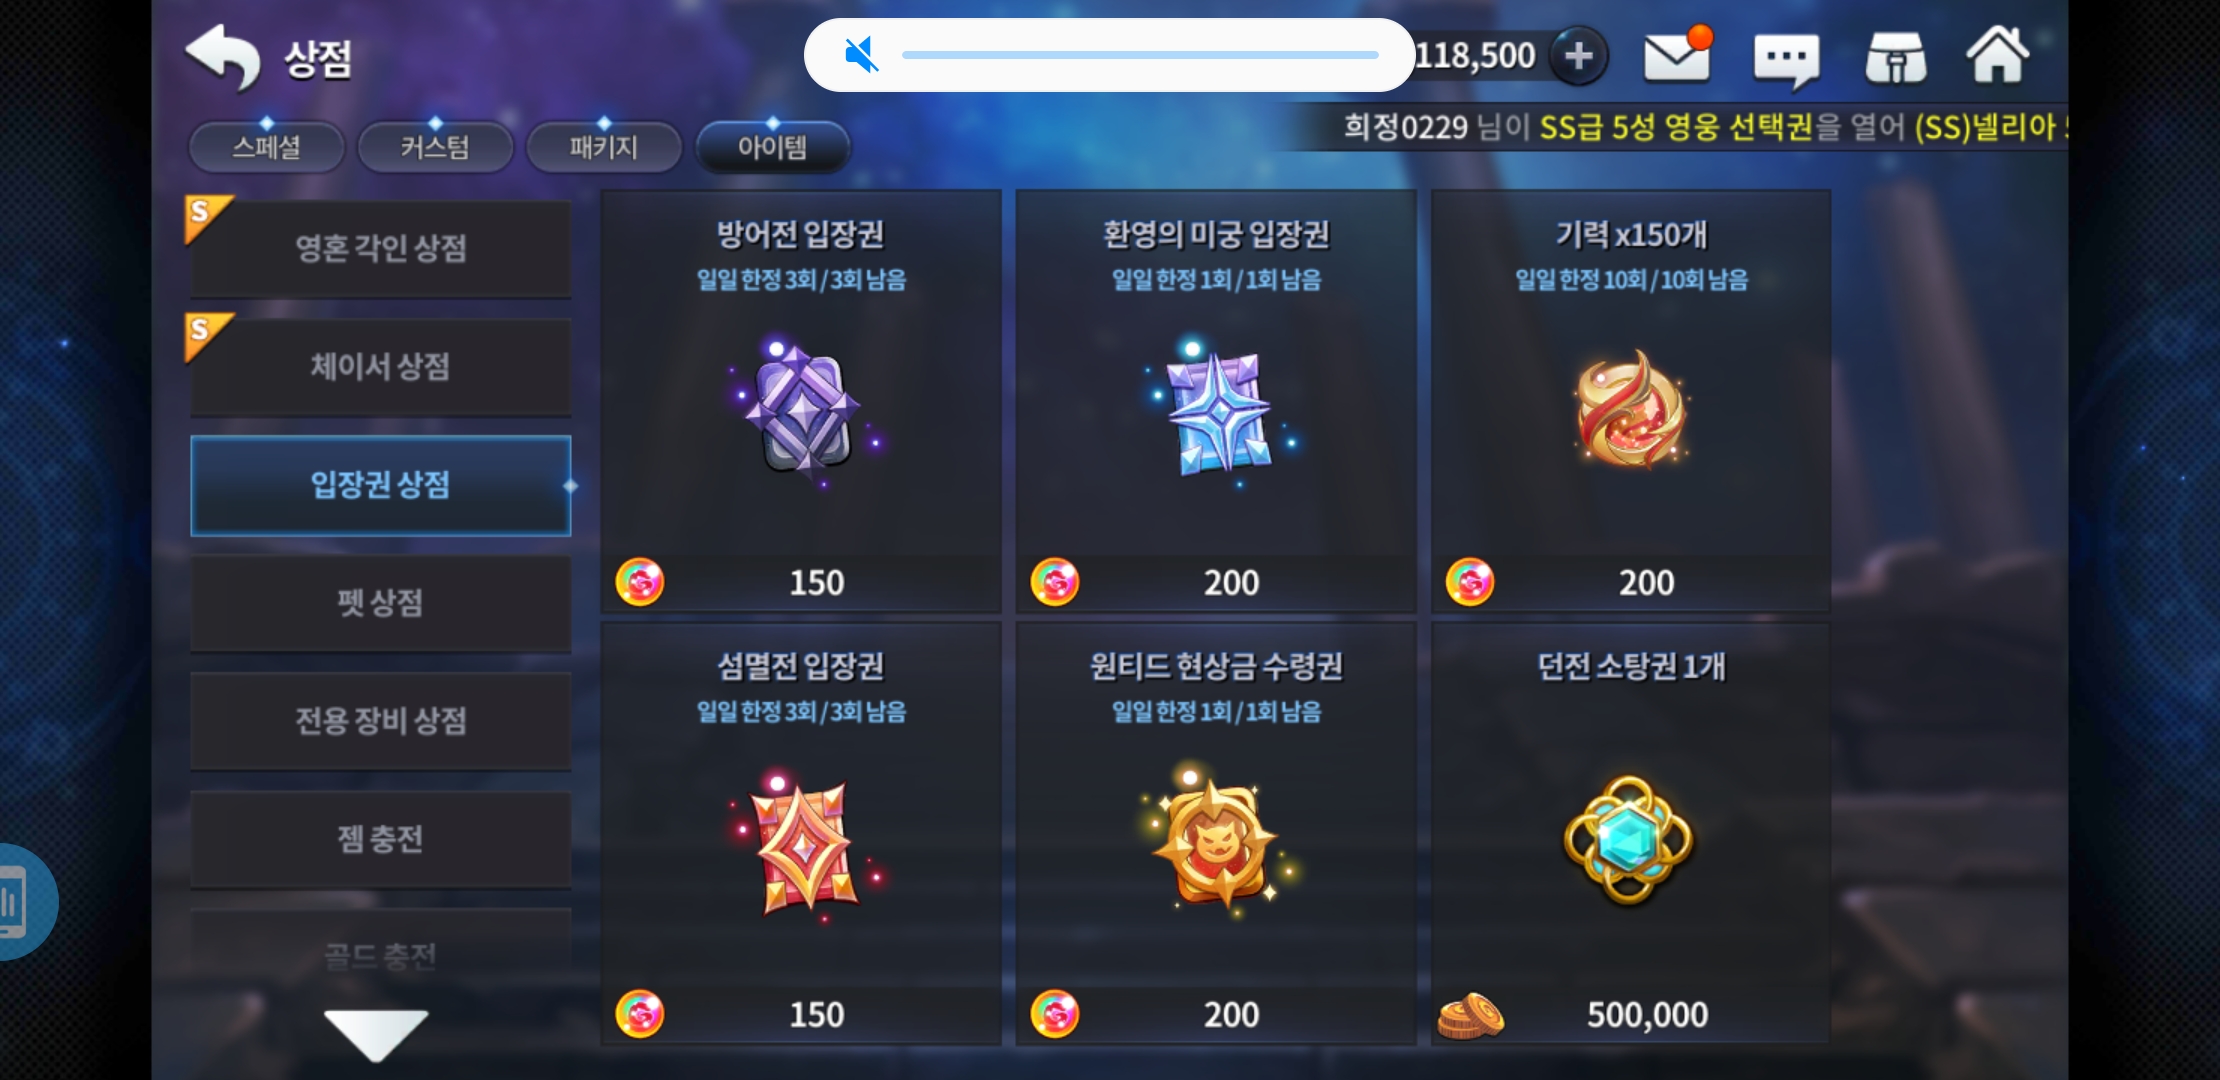 상점
118,500
희정0229 님이 SS급 5성 영웅 선택권을 열어 (SS)넬리아
스페셜
커스텀
패키지
아이템
S
영혼 각인 상점
S
체이서 상점
입장권 상점
펫 상점
전용 장비 상점
젬 충전
골드 충전
방어전 입장권
일일 한정 3회 / 3회 남음
150
환영의 미궁 입장권
일일 한정 1회 / 1회 남음
200
기력 x150개
일일 한정 10회 / 10회 남음
200
섬멸전 입장권
일일 한정 3회 / 3회 남음
150
원티드 현상금 수령권
일일 한정 1회 / 1회 남음
200
던전 소탕권 1개
500,000